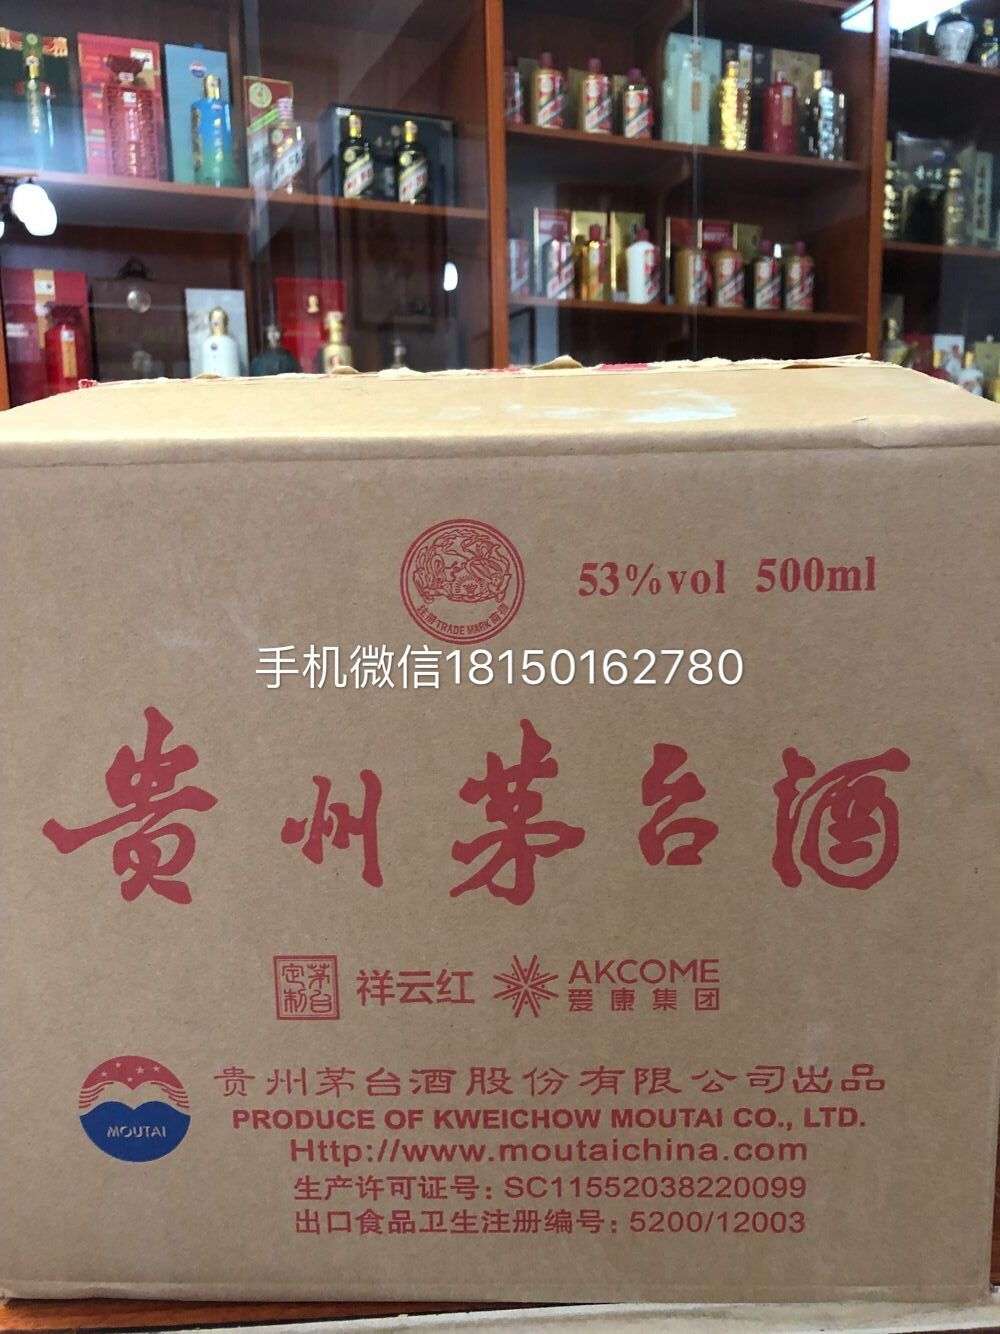 53%vol 500ml
TRADE MARK
手机微信18150162780
贵州茅台酒
茅台定制 祥云红 AKCOME
爱康集团
MOUTAI
贵州茅台酒股份有限公司出品
PRODUCE OF KWEICHOW MOUTAI CO., LTD.
Http://www.moutaichina.com
生产许可证号：SC11552038220099
出口食品卫生注册编号：5200/12003